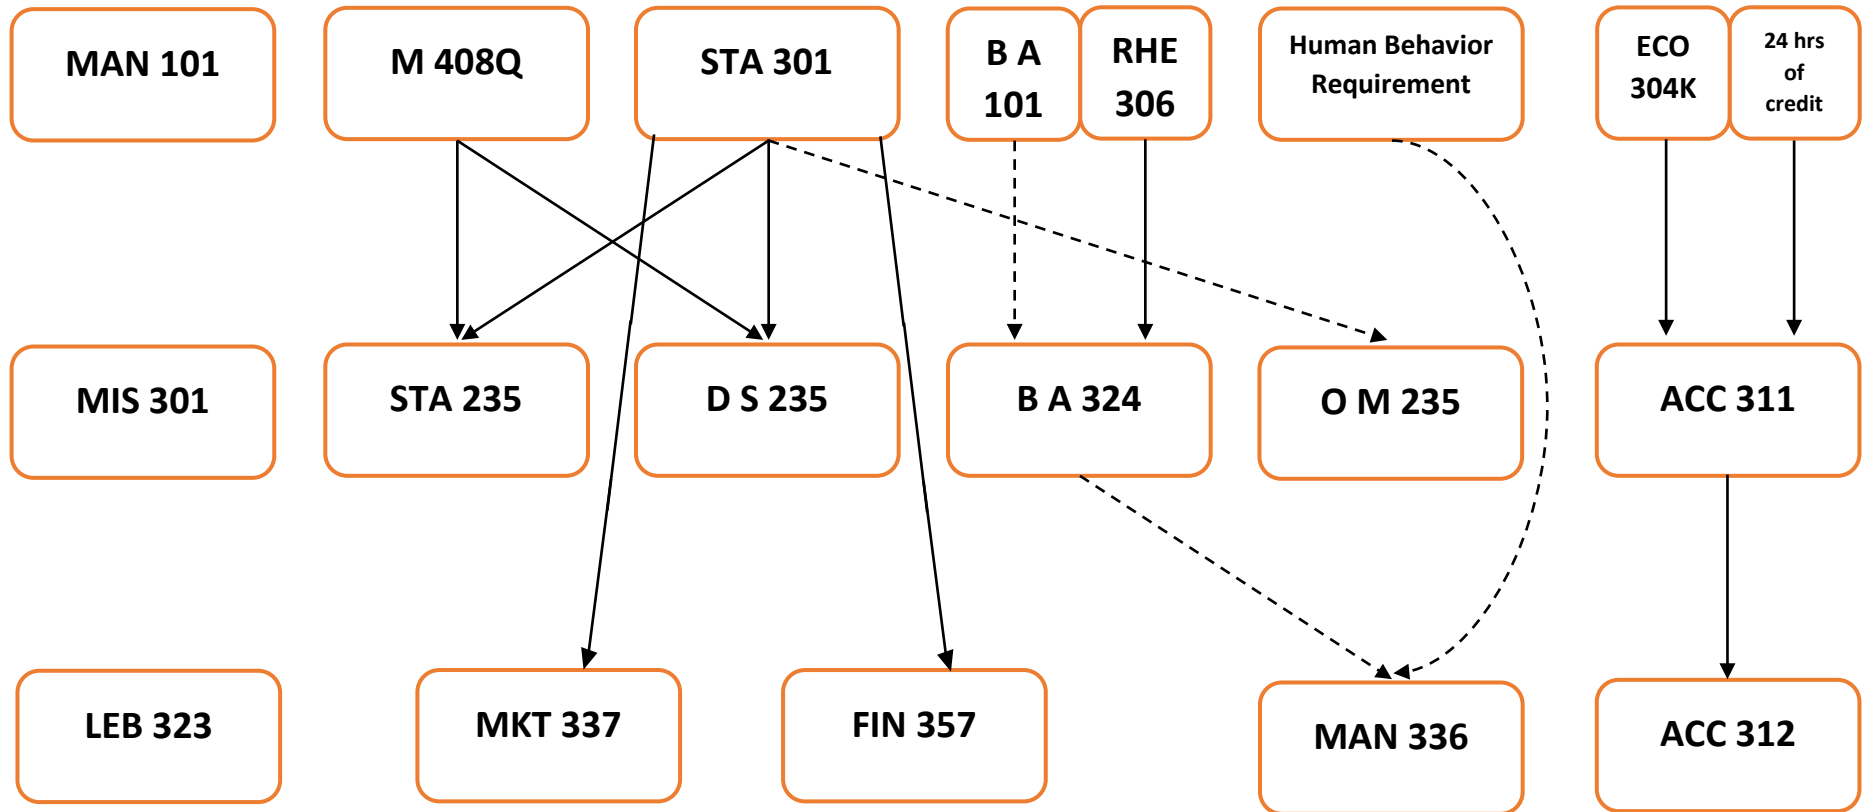 MAN 101
M 408Q
STA 301
B A
101
RHE
306
Human Behavior
Requirement
ECO
304K
24 hrs
of
credit
MIS 301
STA 235
D S 235
B A 324
O M 235
ACC 311
LEB 323
MKT 337
FIN 357
MAN 336
ACC 312